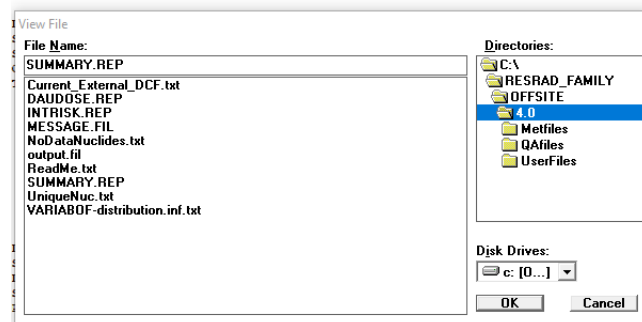 View File
File Name:
SUMMARY.REP
Current_External_DCF.txt
DAUDOSE.REP
INTRISK.REP
MESSAGE.FIL
NoDataNuclides.txt
output.fil
ReadMe.txt
SUMMARY.REP
UniqueNuc.txt
VARIABOF-distribution.inf.txt
Directories:
C:\
RESRAD_FAMILY
OFFSITE
4.0
Metfiles
QAfiles
UserFiles
Disk Drives:
c: [0...]
OK
Cancel